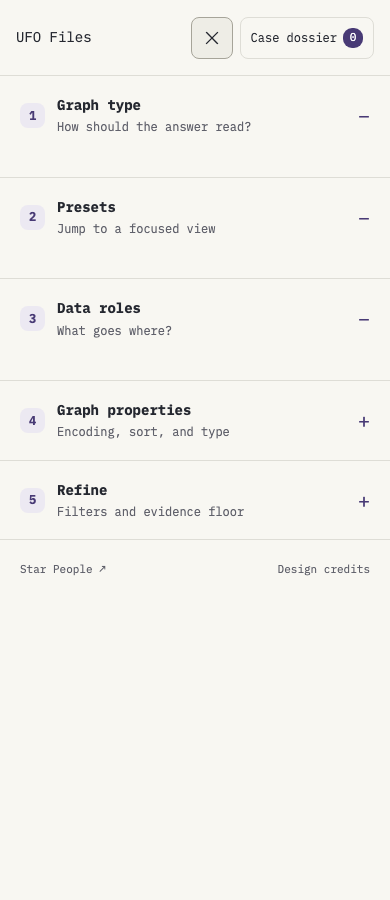 UFO Files
Case dossier 0
1 Graph type −
How should the answer read?
2 Presets −
Jump to a focused view
3 Data roles −
What goes where?
4 Graph properties +
Encoding, sort, and type
5 Refine +
Filters and evidence floor
Star People ↗
Design credits